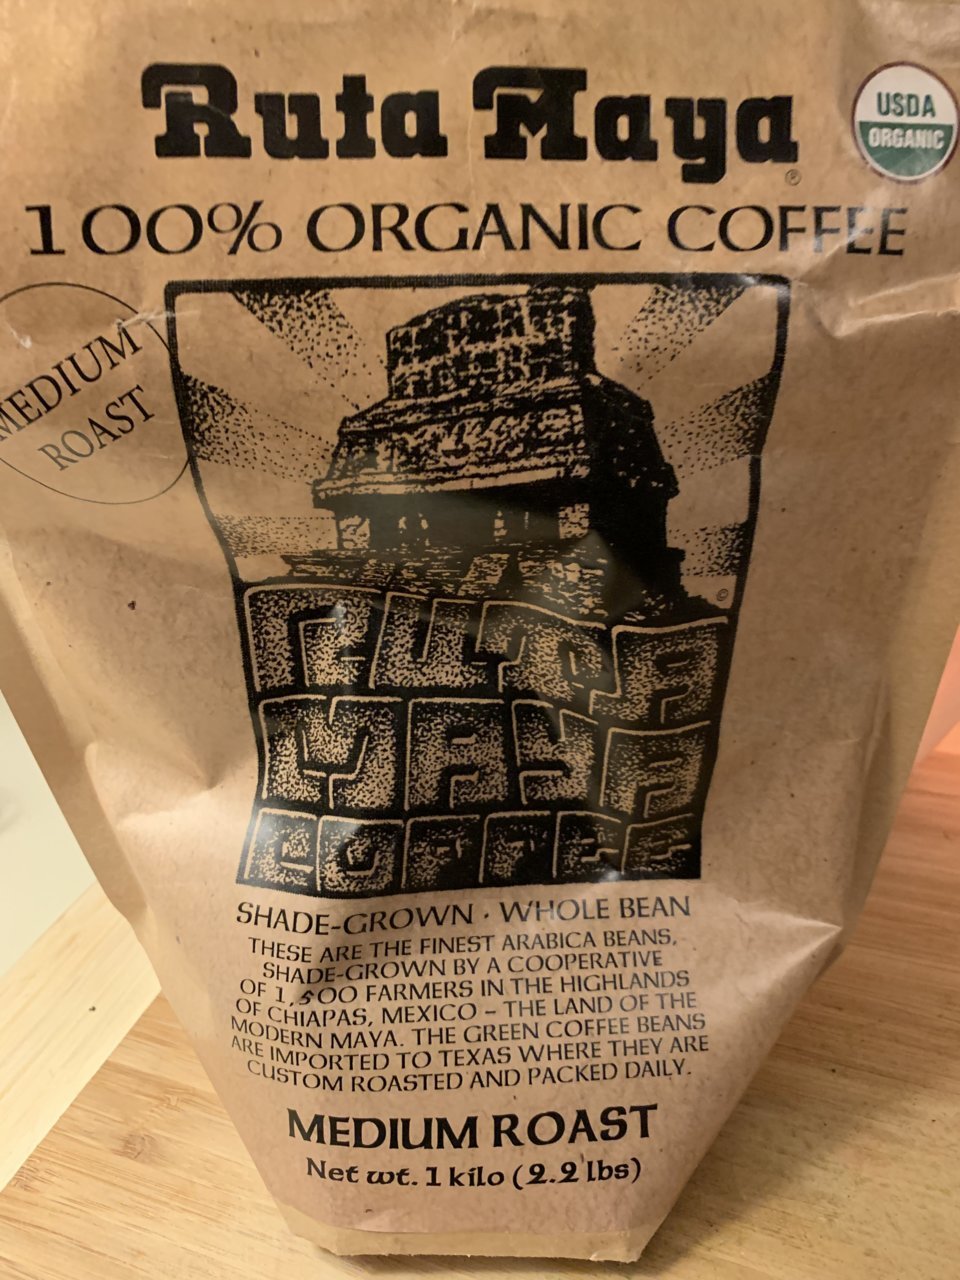 Ruta Maya®
USDA
ORGANIC
100% ORGANIC COFFEE
MEDIUM
ROAST
©
RUTA
MAYA
COFFEE
SHADE-GROWN · WHOLE BEAN
THESE ARE THE FINEST ARABICA BEANS,
SHADE-GROWN BY A COOPERATIVE
OF 1,500 FARMERS IN THE HIGHLANDS
OF CHIAPAS, MEXICO – THE LAND OF THE
MODERN MAYA. THE GREEN COFFEE BEANS
ARE IMPORTED TO TEXAS WHERE THEY ARE
CUSTOM ROASTED AND PACKED DAILY.
MEDIUM ROAST
Net wt. 1 kilo (2.2 lbs)